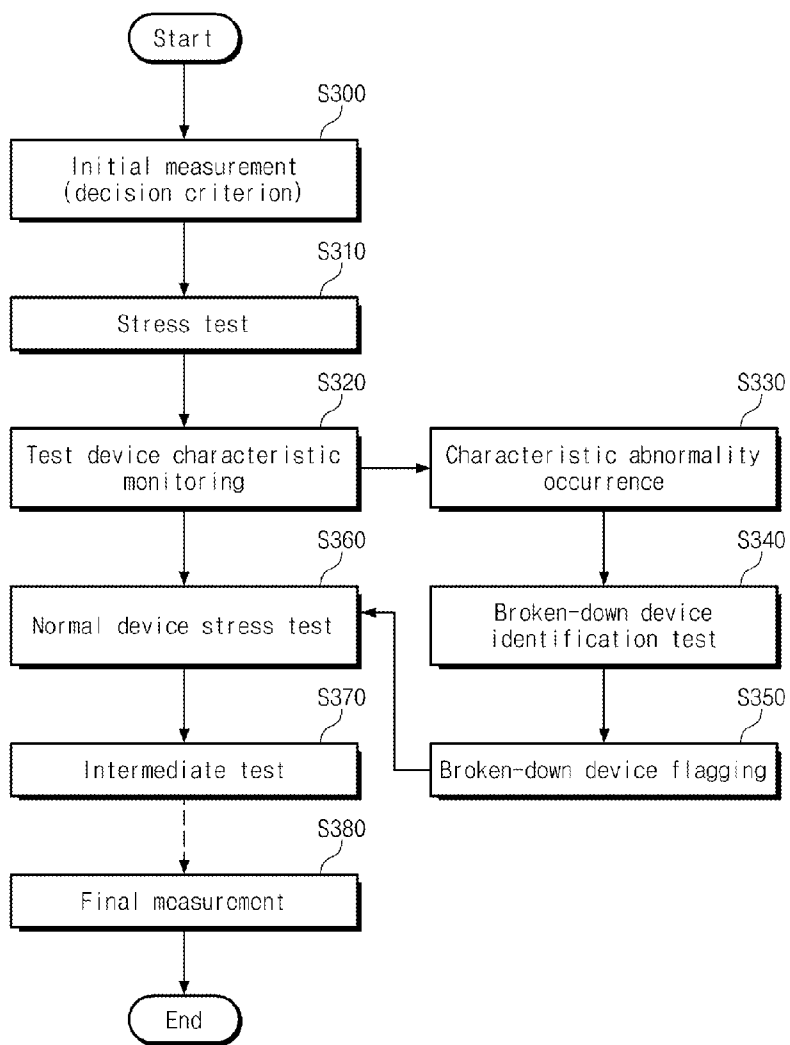 Start
S300
Initial measurement
(decision criterion)
S310
Stress test
S320
Test device characteristic
monitoring
S330
Characteristic abnormality
occurrence
S340
Broken-down device
identification test
S350
Broken-down device flagging
S360
Normal device stress test
S370
Intermediate test
S380
Final measurement
End